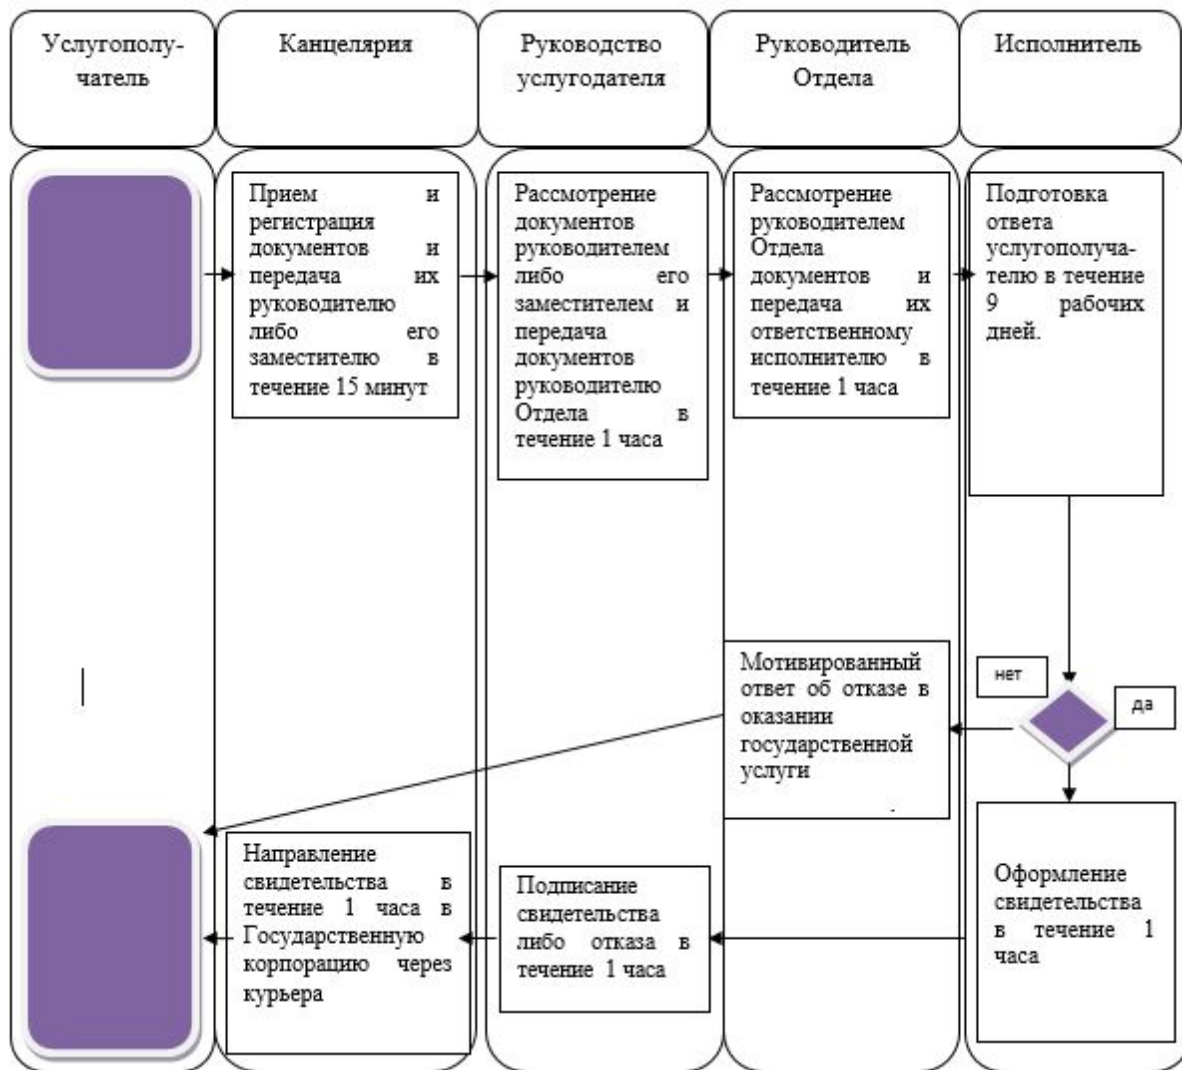 Услугополу-
чатель
Канцелярия
Руководство
услугодателя
Руководитель
Отдела
Исполнитель
Прием и
регистрация
документов и
передача их
руководителю
либо его
заместителю в
течение 15 минут
Рассмотрение
документов
руководителем
либо его
заместителем и
передача
документов
руководителю
Отдела в
течение 1 часа
Рассмотрение
руководителем
Отдела
документов и
передача их
ответственному
исполнителю в
течение 1 часа
Подготовка
ответа
услугополуча-
телю в течение
9 рабочих
дней.
Мотивированный
ответ об отказе в
оказании
государственной
услуги
.
нет
да
Направление
свидетельства в
течение 1 часа в
Государственную
корпорацию через
курьера
Подписание
свидетельства
либо отказа в
течение 1 часа
Оформление
свидетельства
в течение 1
часа